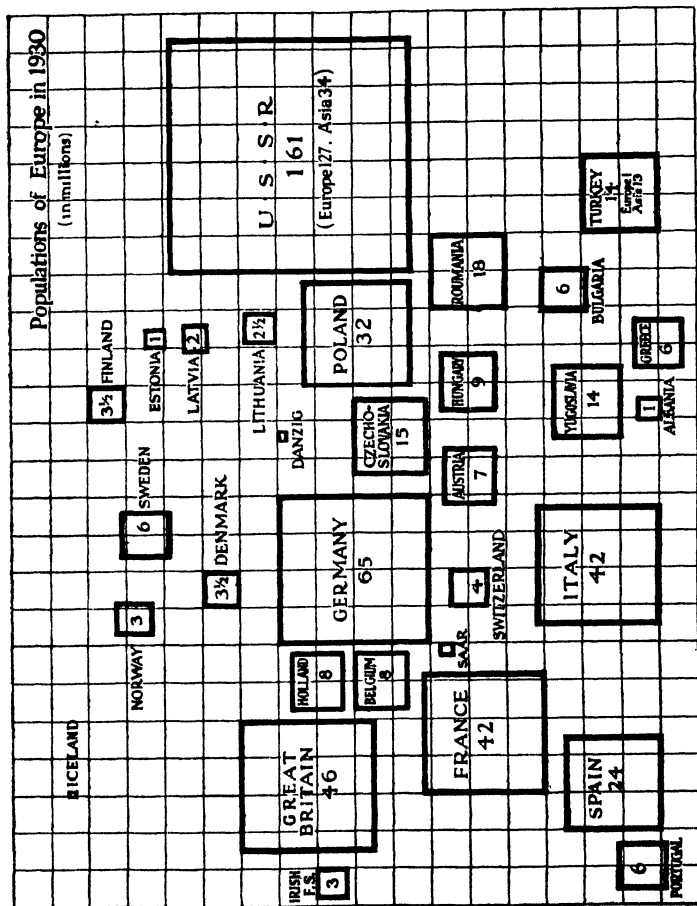 Populations of Europe in 1930
(in millions)
ICELAND
NORWAY
3
6
SWEDEN
3½
FINLAND
ESTONIA
1
LATVIA
2
LITHUANIA
2½
3½
DENMARK
DANZIG
U·S·S·R
161
(Europe 127. Asia 34)
IRISH
F.S.
3
GREAT
BRITAIN
46
HOLLAND
8
BELGIUM
8
GERMANY
65
POLAND
32
CZECHO-
SLOVAKIA
15
FRANCE
42
SAAR
4
SWITZERLAND
AUSTRIA
7
HUNGARY
9
ROUMANIA
18
PORTUGAL
6
SPAIN
24
ITALY
42
YUGOSLAVIA
14
1
ALBANIA
6
BULGARIA
GREECE
6
TURKEY
14
Europe 1
Asia 13